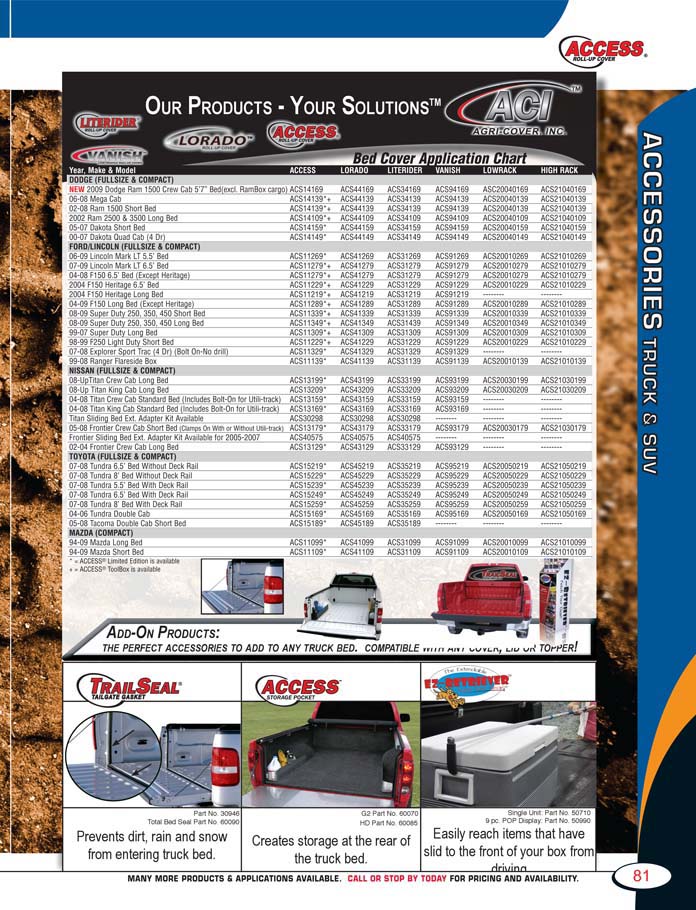 ACCESS®
ROLL-UP COVER
OUR PRODUCTS - YOUR SOLUTIONS™
ACI™
AGRI-COVER, INC.
LITERIDER
ROLL-UP COVER
LORADO™
ROLL-UP COVER
ACCESS®
ROLL-UP COVER
VANISH
Bed Cover Application Chart
Year, Make & Model ACCESS LORADO LITERIDER VANISH LOWRACK HIGH RACK
DODGE (FULLSIZE & COMPACT)
NEW 2009 Dodge Ram 1500 Crew Cab 5'7" Bed(excl. RamBox cargo) ACS14169 ACS44169 ACS34169 ACS94169 ACS20040169 ACS21040169
06-08 Mega Cab ACS14139*+ ACS44139 ACS34139 ACS94139 ACS20040139 ACS21040139
02-08 Ram 1500 Short Bed ACS14139*+ ACS44139 ACS34139 ACS94139 ACS20040139 ACS21040139
2002 Ram 2500 & 3500 Long Bed ACS14109*+ ACS44109 ACS34109 ACS94109 ACS20040109 ACS21040109
05-07 Dakota Short Bed ACS14159* ACS44159 ACS34159 ACS94159 ACS20040159 ACS21040159
00-07 Dakota Quad Cab (4 Dr) ACS14149* ACS44149 ACS34149 ACS94149 ACS20040149 ACS21040149
FORD/LINCOLN (FULLSIZE & COMPACT)
06-09 Lincoln Mark LT 5.5' Bed ACS11269* ACS41269 ACS31269 ACS91269 ACS20010269 ACS21010269
07-09 Lincoln Mark LT 6.5' Bed ACS11279*+ ACS41279 ACS31279 ACS91279 ACS20010279 ACS21010279
04-08 F150 6.5' Bed (Except Heritage) ACS11279*+ ACS41279 ACS31279 ACS91279 ACS20010279 ACS21010279
2004 F150 Heritage 6.5' Bed ACS11229*+ ACS41229 ACS31229 ACS91229 ACS20010229 ACS21010229
2004 F150 Heritage Long Bed ACS11219*+ ACS41219 ACS31219 ACS91219 -------- --------
04-09 F150 Long Bed (Except Heritage) ACS11289*+ ACS41289 ACS31289 ACS91289 ACS20010289 ACS21010289
08-09 Super Duty 250, 350, 450 Short Bed ACS11339*+ ACS41339 ACS31339 ACS91339 ACS20010339 ACS21010339
08-09 Super Duty 250, 350, 450 Long Bed ACS11349*+ ACS41349 ACS31349 ACS91349 ACS20010349 ACS21010349
99-07 Super Duty Long Bed ACS11309*+ ACS41309 ACS31309 ACS91309 ACS20010309 ACS21010309
98-99 F250 Light Duty Short Bed ACS11229*+ ACS41229 ACS31229 ACS91229 ACS20010229 ACS21010229
07-08 Explorer Sport Trac (4 Dr) (Bolt On-No drill) ACS11329* ACS41329 ACS31329 ACS91329 -------- --------
99-08 Ranger Flareside Box ACS11139* ACS41139 ACS31139 ACS91139 ACS20010139 ACS21010139
NISSAN (FULLSIZE & COMPACT)
08-UpTitan Crew Cab Long Bed ACS13199* ACS43199 ACS33199 ACS93199 ACS20030199 ACS21030199
08-Up Titan King Cab Long Bed ACS13209* ACS43209 ACS33209 ACS93209 ACS20030209 ACS21030209
04-08 Titan Crew Cab Standard Bed (Includes Bolt-On for Utili-track) ACS13159* ACS43159 ACS33159 ACS93159 -------- --------
04-08 Titan King Cab Standard Bed (Includes Bolt-On for Utili-track) ACS13169* ACS43169 ACS33169 ACS93169 -------- --------
Titan Sliding Bed Ext. Adapter Kit Available ACS30298 ACS30298 ACS30298 -------- -------- --------
05-08 Frontier Crew Cab Short Bed (Clamps On With or Without Utili-track) ACS13179* ACS43179 ACS33179 ACS93179 ACS20030179 ACS21030179
Frontier Sliding Bed Ext. Adapter Kit Available for 2005-2007 ACS40575 ACS40575 ACS40575 -------- -------- --------
02-04 Frontier Crew Cab Long Bed ACS13129* ACS43129 ACS33129 ACS93129 -------- --------
TOYOTA (FULLSIZE & COMPACT)
07-08 Tundra 6.5' Bed Without Deck Rail ACS15219* ACS45219 ACS35219 ACS95219 ACS20050219 ACS21050219
07-08 Tundra 8' Bed Without Deck Rail ACS15229* ACS45229 ACS35229 ACS95229 ACS20050229 ACS21050229
07-08 Tundra 5.5' Bed With Deck Rail ACS15239* ACS45239 ACS35239 ACS95239 ACS20050239 ACS21050239
07-08 Tundra 6.5' Bed With Deck Rail ACS15249* ACS45249 ACS35249 ACS95249 ACS20050249 ACS21050249
07-08 Tundra 8' Bed With Deck Rail ACS15259* ACS45259 ACS35259 ACS95259 ACS20050259 ACS21050259
04-06 Tundra Double Cab ACS15169* ACS45169 ACS35169 ACS95169 ACS20050169 ACS21050169
05-08 Tacoma Double Cab Short Bed ACS15189* ACS45189 ACS35189 -------- -------- --------
MAZDA (COMPACT)
94-09 Mazda Long Bed ACS11099* ACS41099 ACS31099 ACS91099 ACS20010099 ACS21010099
94-09 Mazda Short Bed ACS11109* ACS41109 ACS31109 ACS91109 ACS20010109 ACS21010109
* = ACCESS® Limited Edition is available
+ = ACCESS® ToolBox is available
TRAILSEAL
EZ-RETRIEVER
ADD-ON PRODUCTS:
THE PERFECT ACCESSORIES TO ADD TO ANY TRUCK BED. COMPATIBLE WITH ANY COVER, LID OR TOPPER!
TRAILSEAL®
TAILGATE GASKET
Part No. 30946
Total Bed Seal Part No. 60090
Prevents dirt, rain and snow
from entering truck bed.
ACCESS™
STORAGE POCKET
G2 Part No. 60070
HD Part No. 60085
Creates storage at the rear of
the truck bed.
The Extendable
EZ-RETRIEVER
Single Unit: Part No. 50710
9 pc. POP Display: Part No. 50990
Easily reach items that have
slid to the front of your box from
driving
MANY MORE PRODUCTS & APPLICATIONS AVAILABLE. CALL OR STOP BY TODAY FOR PRICING AND AVAILABILITY.
81
ACCESSORIES TRUCK & SUV